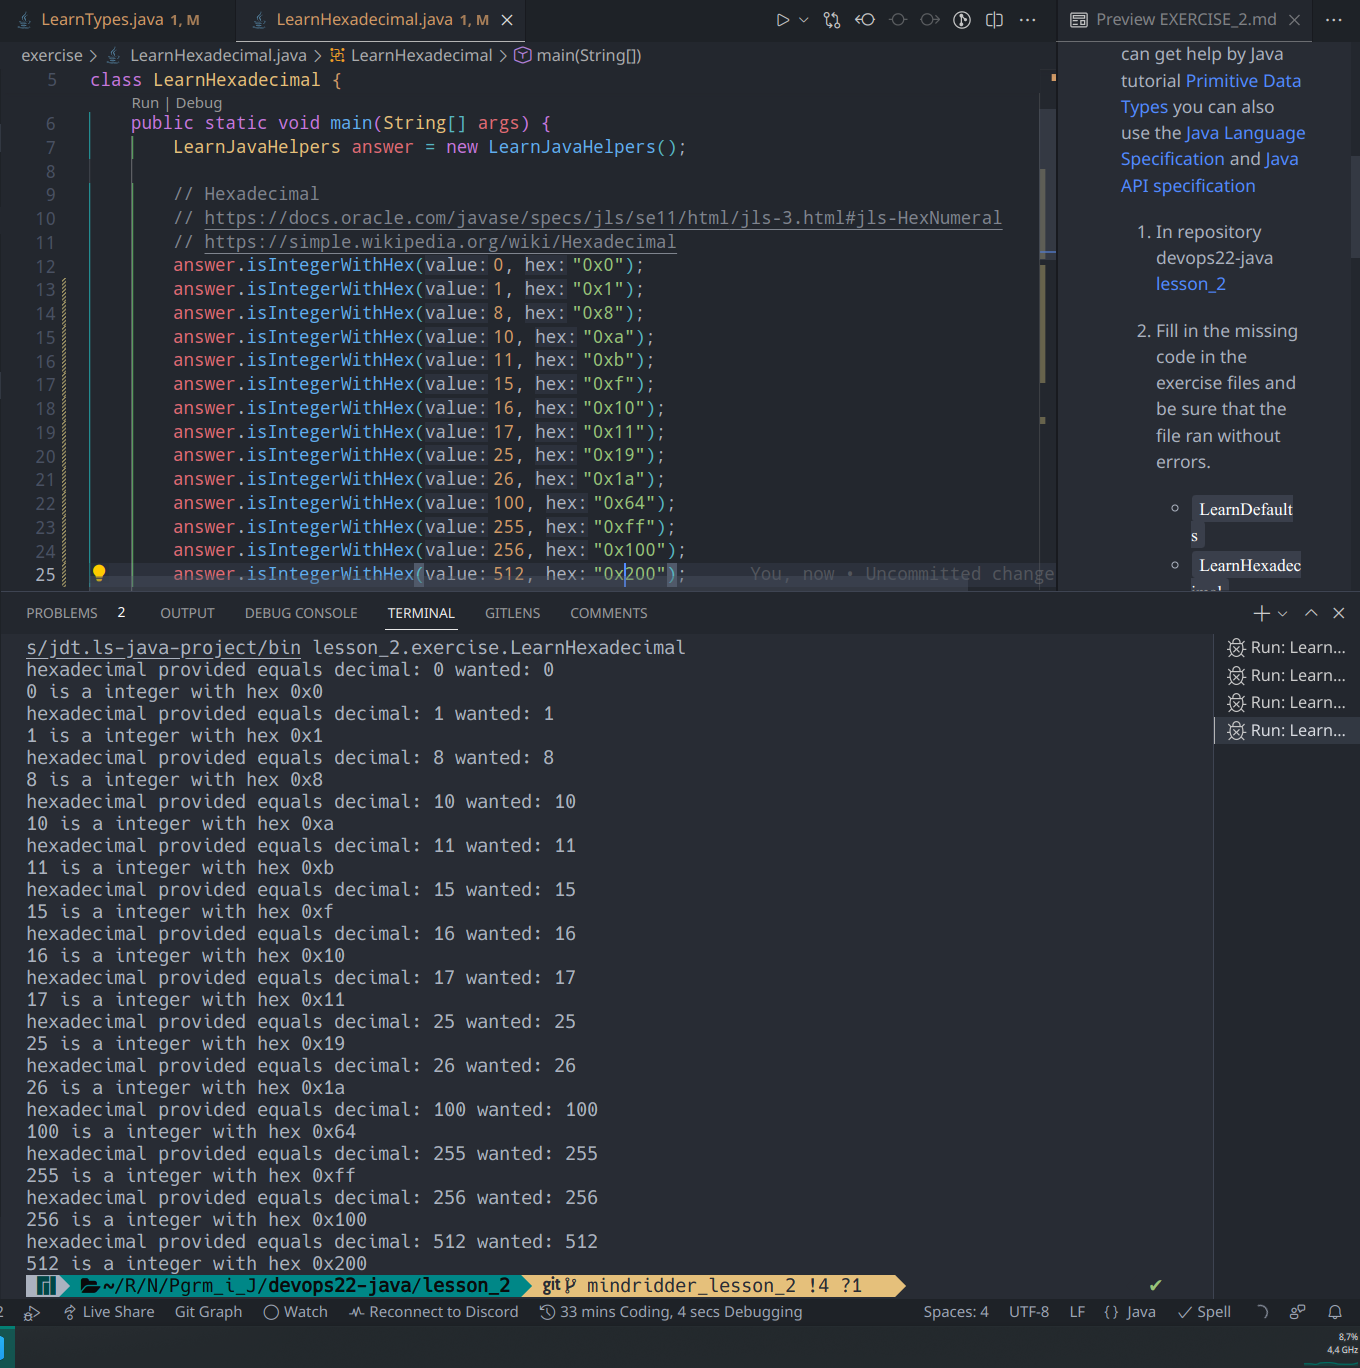 LearnTypes.java 1, M
LearnHexadecimal.java 1, M
Preview EXERCISE_2.md
exercise > LearnHexadecimal.java > LearnHexadecimal > main(String[])
5 class LearnHexadecimal {
Run | Debug
6 public static void main(String[] args) {
7 LearnJavaHelpers answer = new LearnJavaHelpers();
8
9 // Hexadecimal
10 // https://docs.oracle.com/javase/specs/jls/se11/html/jls-3.html#jls-HexNumeral
11 // https://simple.wikipedia.org/wiki/Hexadecimal
12 answer.isIntegerWithHex(value: 0, hex: "0x0");
13 answer.isIntegerWithHex(value: 1, hex: "0x1");
14 answer.isIntegerWithHex(value: 8, hex: "0x8");
15 answer.isIntegerWithHex(value: 10, hex: "0xa");
16 answer.isIntegerWithHex(value: 11, hex: "0xb");
17 answer.isIntegerWithHex(value: 15, hex: "0xf");
18 answer.isIntegerWithHex(value: 16, hex: "0x10");
19 answer.isIntegerWithHex(value: 17, hex: "0x11");
20 answer.isIntegerWithHex(value: 25, hex: "0x19");
21 answer.isIntegerWithHex(value: 26, hex: "0x1a");
22 answer.isIntegerWithHex(value: 100, hex: "0x64");
23 answer.isIntegerWithHex(value: 255, hex: "0xff");
24 answer.isIntegerWithHex(value: 256, hex: "0x100");
25 answer.isIntegerWithHex(value: 512, hex: "0x200"); You, now • Uncommitted change
can get help by Java
tutorial Primitive Data
Types you can also
use the Java Language
Specification and Java
API specification
1. In repository
devops22-java
lesson_2
2. Fill in the missing
code in the
exercise files and
be sure that the
file ran without
errors.
LearnDefault
s
LearnHexadec
PROBLEMS 2 OUTPUT DEBUG CONSOLE TERMINAL GITLENS COMMENTS
s/jdt.ls-java-project/bin lesson_2.exercise.LearnHexadecimal
hexadecimal provided equals decimal: 0 wanted: 0
0 is a integer with hex 0x0
hexadecimal provided equals decimal: 1 wanted: 1
1 is a integer with hex 0x1
hexadecimal provided equals decimal: 8 wanted: 8
8 is a integer with hex 0x8
hexadecimal provided equals decimal: 10 wanted: 10
10 is a integer with hex 0xa
hexadecimal provided equals decimal: 11 wanted: 11
11 is a integer with hex 0xb
hexadecimal provided equals decimal: 15 wanted: 15
15 is a integer with hex 0xf
hexadecimal provided equals decimal: 16 wanted: 16
16 is a integer with hex 0x10
hexadecimal provided equals decimal: 17 wanted: 17
17 is a integer with hex 0x11
hexadecimal provided equals decimal: 25 wanted: 25
25 is a integer with hex 0x19
hexadecimal provided equals decimal: 26 wanted: 26
26 is a integer with hex 0x1a
hexadecimal provided equals decimal: 100 wanted: 100
100 is a integer with hex 0x64
hexadecimal provided equals decimal: 255 wanted: 255
255 is a integer with hex 0xff
hexadecimal provided equals decimal: 256 wanted: 256
256 is a integer with hex 0x100
hexadecimal provided equals decimal: 512 wanted: 512
512 is a integer with hex 0x200
~/R/N/Pgrm_i_J/devops22-java/lesson_2 git mindridder_lesson_2 !4 ?1 ✔
Run: Learn...
Run: Learn...
Run: Learn...
Run: Learn...
Live Share Git Graph Watch Reconnect to Discord 33 mins Coding, 4 secs Debugging Spaces: 4 UTF-8 LF {} Java Spell
8,7%
4,4 GHz